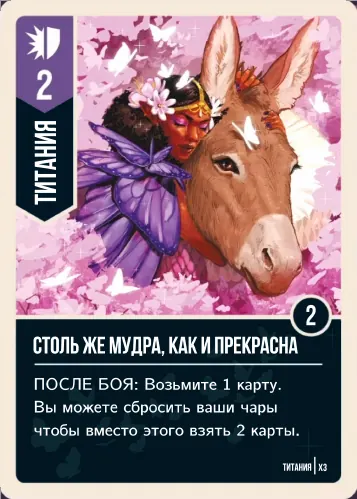 2
ТИТАНИЯ
2
СТОЛЬ ЖЕ МУДРА, КАК И ПРЕКРАСНА
ПОСЛЕ БОЯ: Возьмите 1 карту.
Вы можете сбросить ваши чары
чтобы вместо этого взять 2 карты.
ТИТАНИЯ | X3